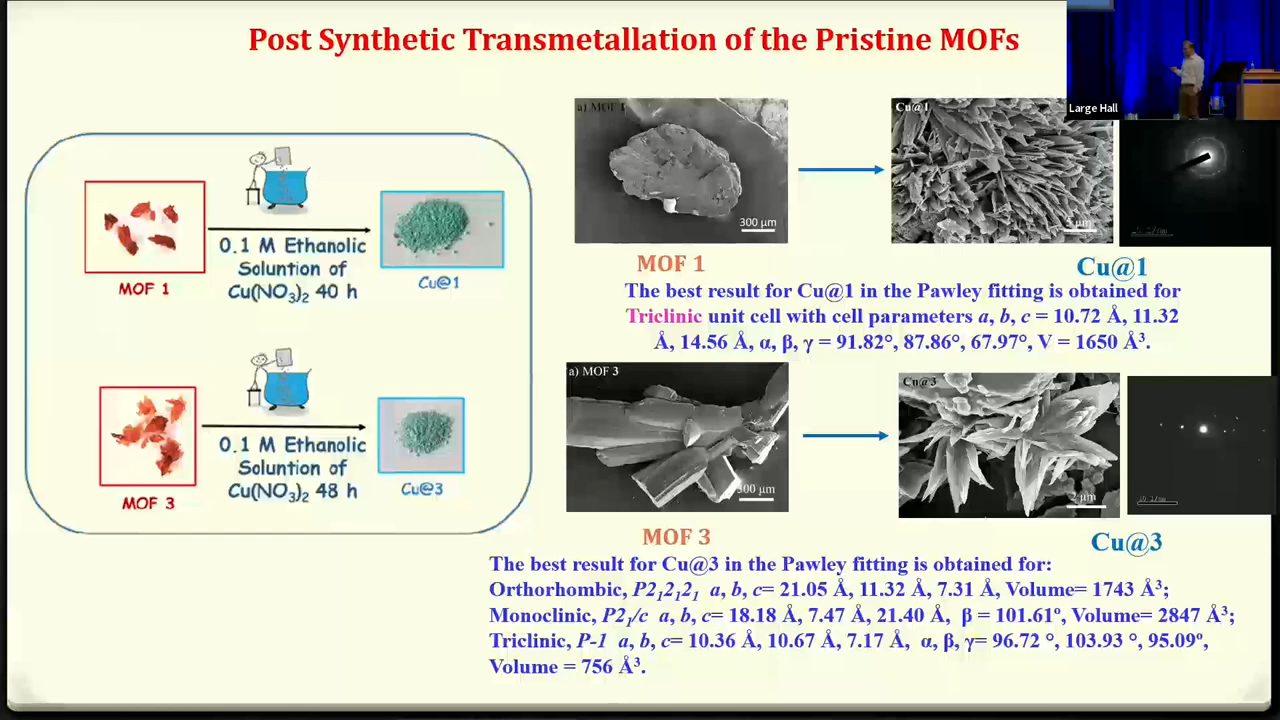 Post Synthetic Transmetallation of the Pristine MOFs
Large Hall
MOF 1
0.1 M Ethanolic
Soluntion of
Cu(NO₃)₂ 40 h
Cu@1
MOF 3
0.1 M Ethanolic
Soluntion of
Cu(NO₃)₂ 48 h
Cu@3
a) MOF 1
300 µm
Cu@1
5 µm
MOF 1
Cu@1
The best result for Cu@1 in the Pawley fitting is obtained for
Triclinic unit cell with cell parameters a, b, c = 10.72 Å, 11.32
Å, 14.56 Å, α, β, γ = 91.82°, 87.86°, 67.97°, V = 1650 Å³.
a) MOF 3
300 µm
Cu@3
2 µm
MOF 3
Cu@3
The best result for Cu@3 in the Pawley fitting is obtained for:
Orthorhombic, P2₁2₁2₁ a, b, c= 21.05 Å, 11.32 Å, 7.31 Å, Volume= 1743 Å³;
Monoclinic, P2₁/c a, b, c= 18.18 Å, 7.47 Å, 21.40 Å, β = 101.61º, Volume= 2847 Å³;
Triclinic, P-1 a, b, c= 10.36 Å, 10.67 Å, 7.17 Å, α, β, γ= 96.72 °, 103.93 °, 95.09º,
Volume = 756 Å³.